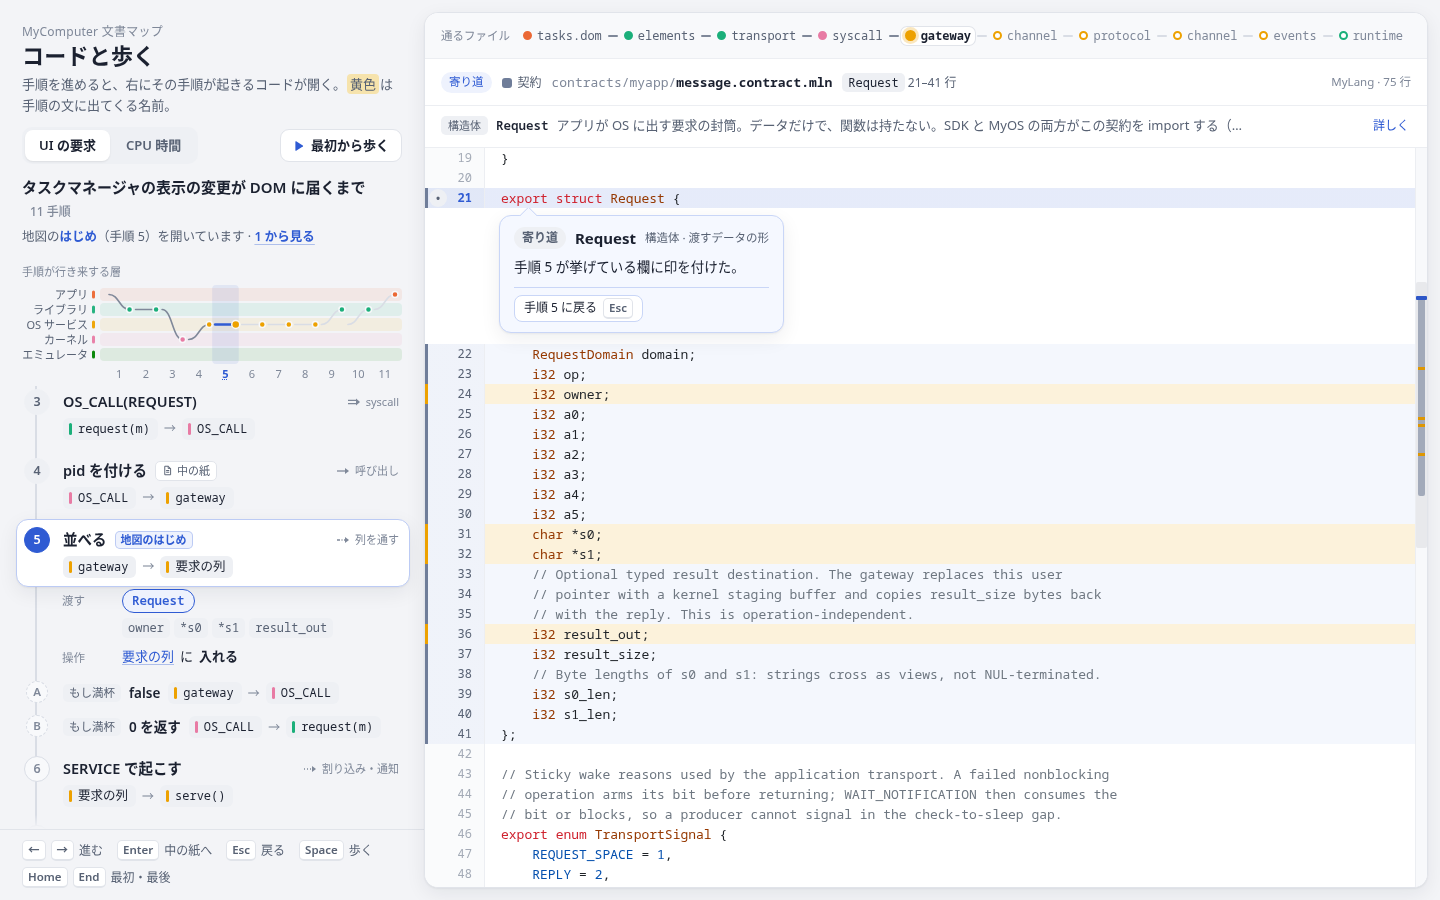 MyComputer 文書マップ
コードと歩く
手順を進めると、右にその手順が起きるコードが開く。 黄色 は
手順の文に出てくる名前。
UI の要求 CPU 時間 ▶ 最初から歩く
タスクマネージャの表示の変更が DOM に届くまで
11 手順
地図のはじめ（手順 5）を開いています · 1 から見る
手順が行き来する層
アプリ
ライブラリ
OS サービス
カーネル
エミュレータ
1 2 3 4 5 6 7 8 9 10 11
3 OS_CALL(REQUEST) syscall
request(m) → OS_CALL
4 pid を付ける 中の紙 → 呼び出し
OS_CALL → gateway
5 並べる 地図のはじめ 列を通す
gateway → 要求の列
渡す Request
owner *s0 *s1 result_out
操作 要求の列 に 入れる
A もし満杯 false gateway → OS_CALL
B もし満杯 0 を返す OS_CALL → request(m)
6 SERVICE で起こす 割り込み・通知
要求の列 → serve()
← → 進む Enter 中の紙へ Esc 戻る Space 歩く
Home End 最初・最後
通るファイル tasks.dom elements transport syscall gateway channel protocol channel events runtime
寄り道 契約 contracts/myapp/message.contract.mln Request 21–41 行 MyLang · 75 行
構造体 Request アプリが OS に出す要求の封筒。データだけで、関数は持たない。SDK と MyOS の両方がこの契約を import する（… 詳しく
19 }
20
21 export struct Request {
寄り道 Request 構造体 · 渡すデータの形
手順 5 が挙げている欄に印を付けた。
手順 5 に戻る Esc
22 RequestDomain domain;
23 i32 op;
24 i32 owner;
25 i32 a0;
26 i32 a1;
27 i32 a2;
28 i32 a3;
29 i32 a4;
30 i32 a5;
31 char *s0;
32 char *s1;
33 // Optional typed result destination. The gateway replaces this user
34 // pointer with a kernel staging buffer and copies result_size bytes back
35 // with the reply. This is operation-independent.
36 i32 result_out;
37 i32 result_size;
38 // Byte lengths of s0 and s1: strings cross as views, not NUL-terminated.
39 i32 s0_len;
40 i32 s1_len;
41 };
42
43 // Sticky wake reasons used by the application transport. A failed nonblocking
44 // operation arms its bit before returning; WAIT_NOTIFICATION then consumes the
45 // bit or blocks, so a producer cannot signal in the check-to-sleep gap.
46 export enum TransportSignal {
47 REQUEST_SPACE = 1,
48 REPLY = 2,